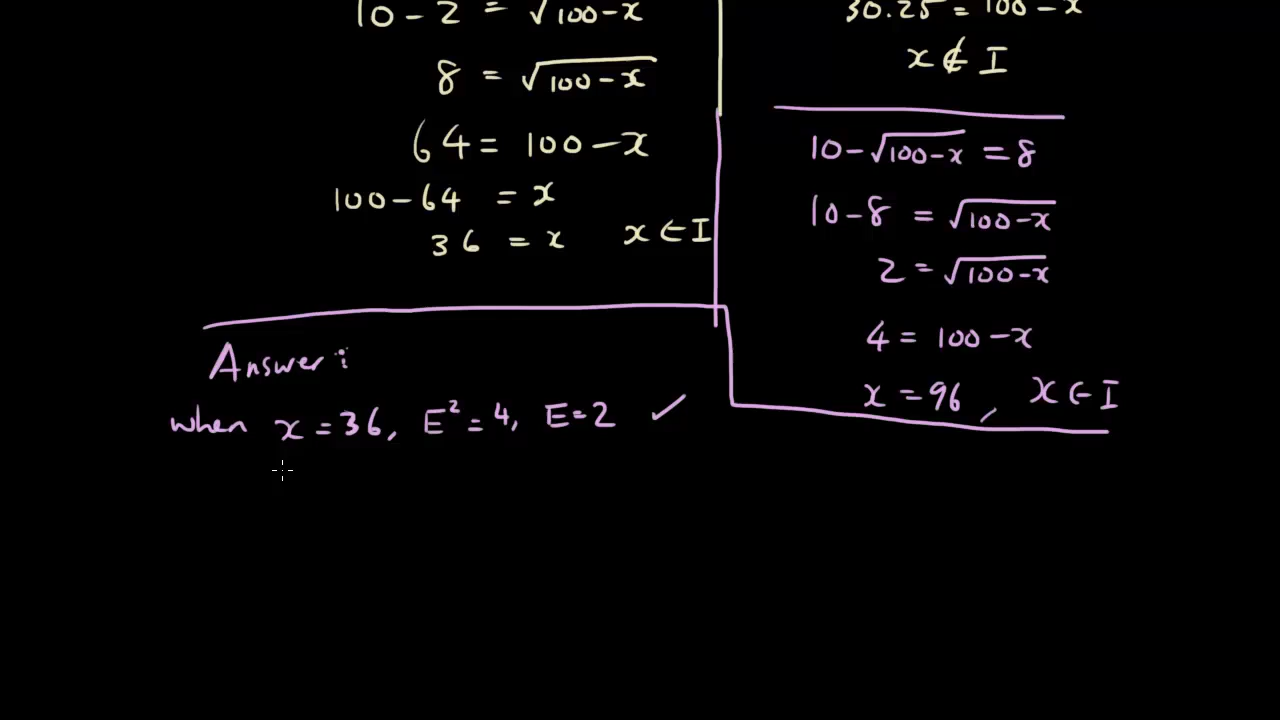 10 - 2 = √100-x
8 = √100-x
64 = 100-x
100-64 = x
36 = x x∈I
30.25 = 100-x
x∉I
10-√100-x = 8
10-8 = √100-x
2 = √100-x
4 = 100-x
x = 96, x∈I
Answer:
when x = 36, E² = 4, E=2 ✓